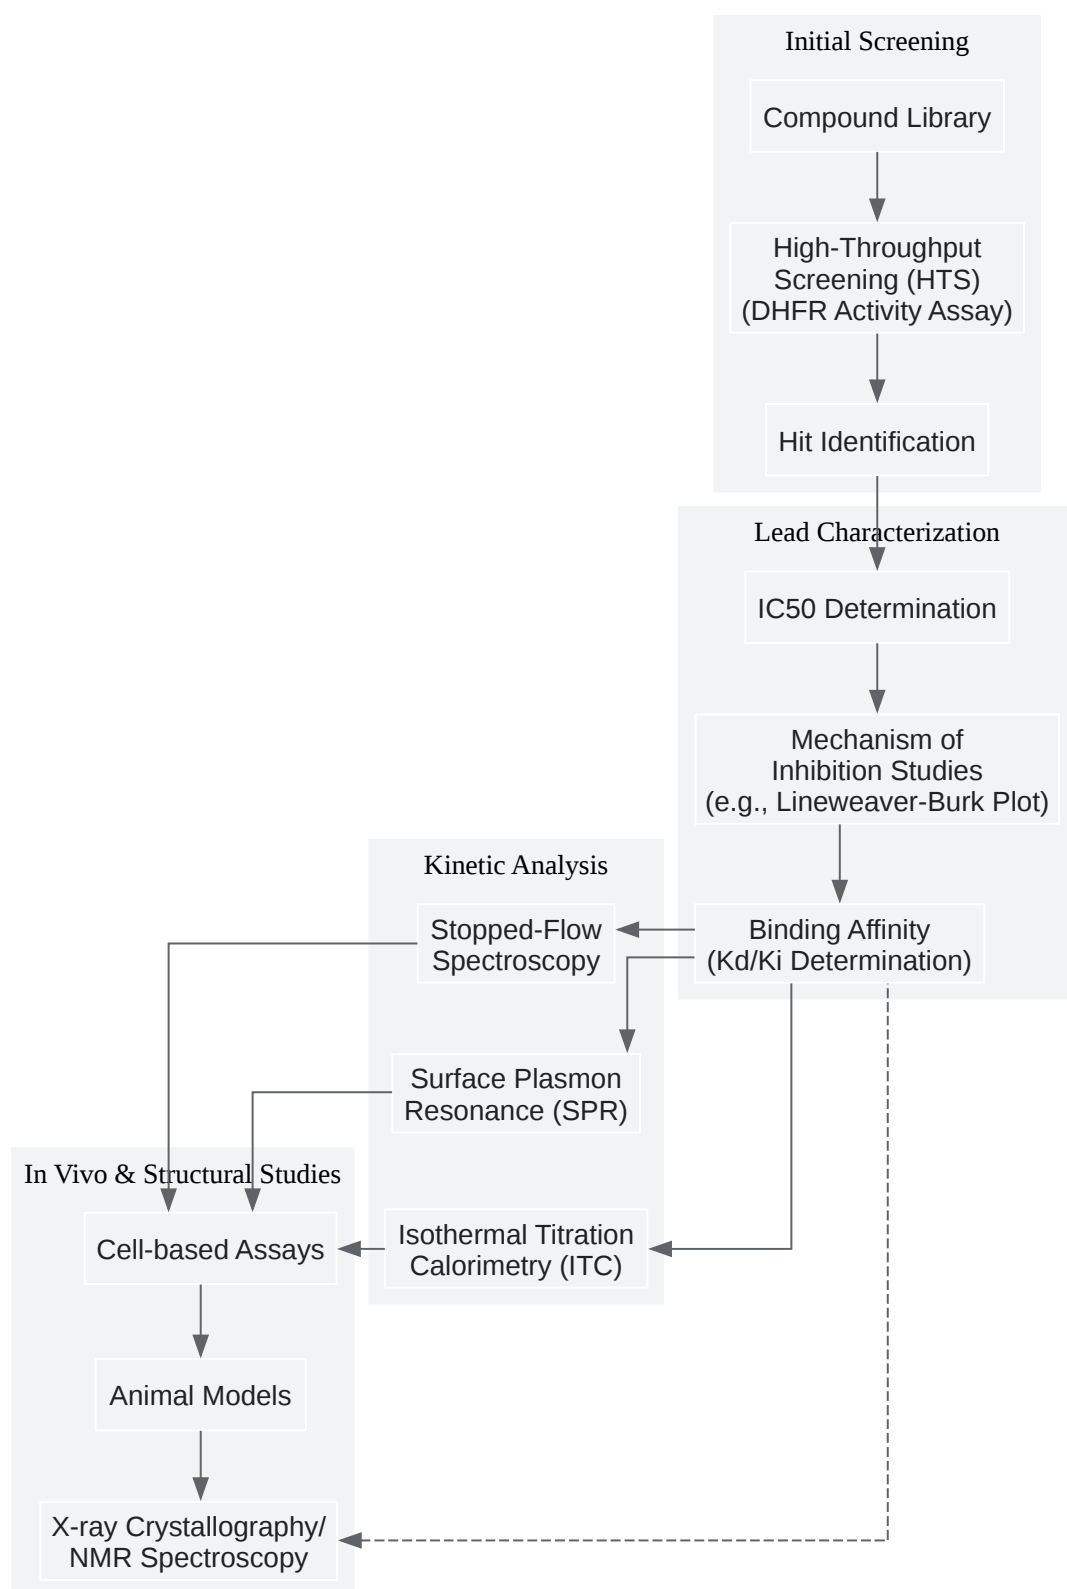 Initial Screening
Compound Library
High-Throughput
Screening (HTS)
(DHFR Activity Assay)
Hit Identification
Lead Characterization
IC50 Determination
Mechanism of
Inhibition Studies
(e.g., Lineweaver-Burk Plot)
Binding Affinity
(Kd/Ki Determination)
Kinetic Analysis
Stopped-Flow
Spectroscopy
Surface Plasmon
Resonance (SPR)
Isothermal Titration
Calorimetry (ITC)
In Vivo & Structural Studies
Cell-based Assays
Animal Models
X-ray Crystallography/
NMR Spectroscopy